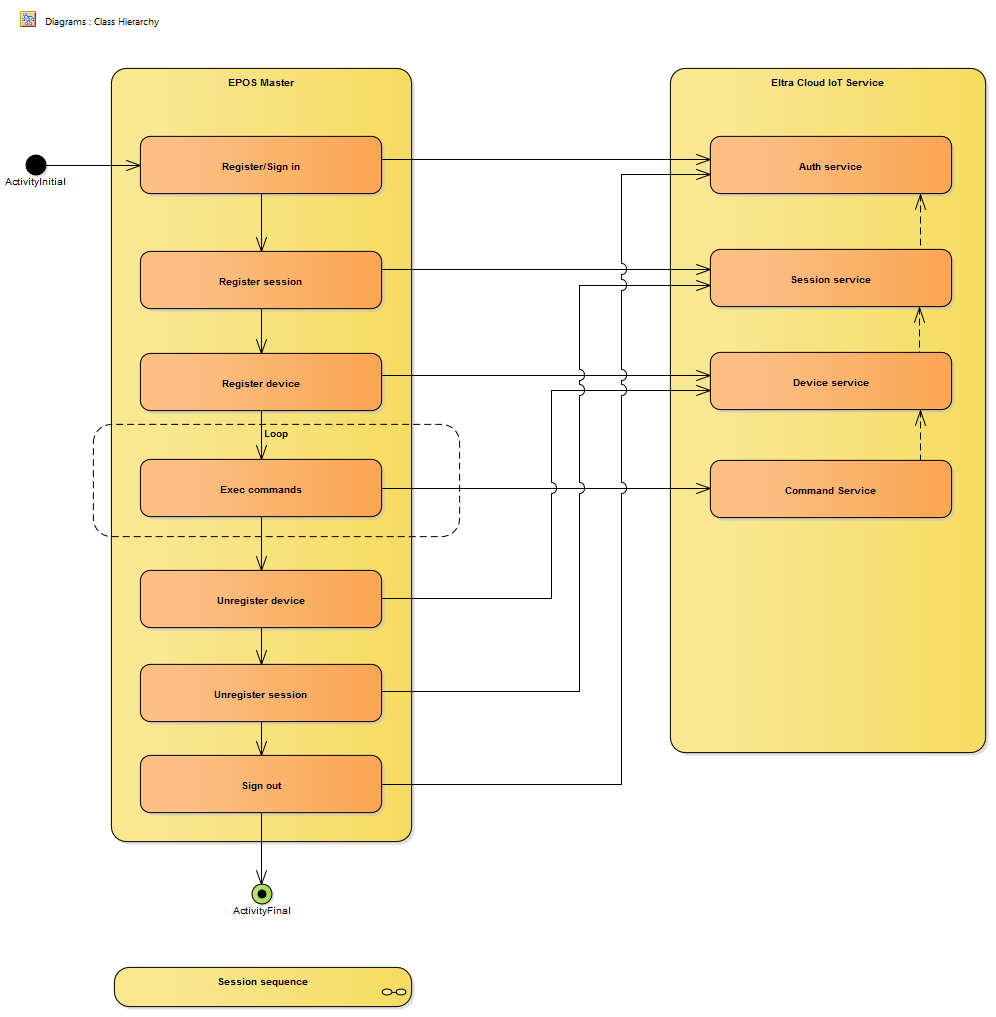 Diagrams : Class Hierarchy
EPOS Master
Eltra Cloud IoT Service
Register/Sign in
Auth service
ActivityInitial
Register session
Session service
Register device
Device service
Loop
Exec commands
Command Service
Unregister device
Unregister session
Sign out
ActivityFinal
Session sequence